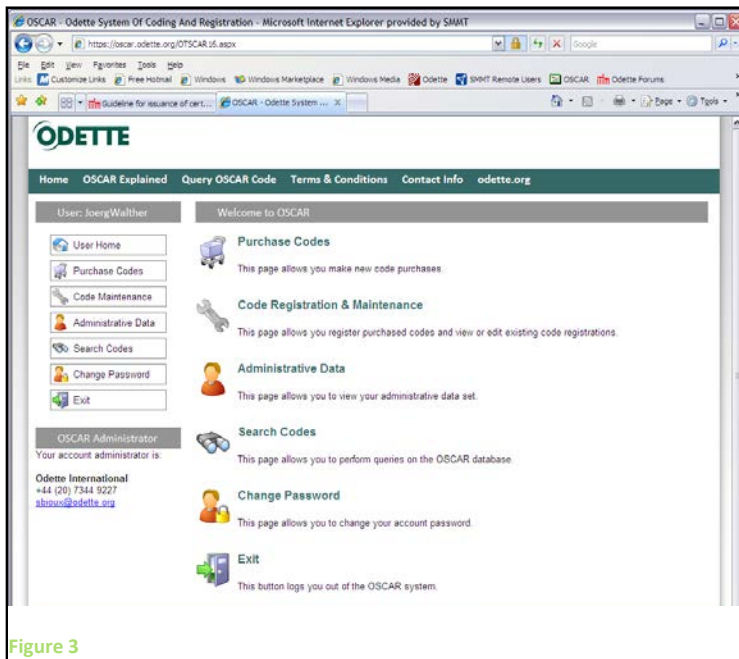 OSCAR - Odette System Of Coding And Registration - Microsoft Internet Explorer provided by SMMT
https://oscar.odette.org/OTSCAR16.aspx
Google
File Edit View Favorites Tools Help
Links Customize Links Free Hotmail Windows Windows Marketplace Windows Media Odette SMMT Remote Users OSCAR Odette Forums
Guideline for issuance of cert... OSCAR - Odette System ... X
Page Tools
ODETTE
Home OSCAR Explained Query OSCAR Code Terms & Conditions Contact Info odette.org
User: JoergWalther
Welcome to OSCAR
User Home
Purchase Codes
Code Maintenance
Administrative Data
Search Codes
Change Password
Exit
OSCAR Administrator
Your account administrator is:
Odette International
+44 (20) 7344 9227
sbioux@odette.org
Purchase Codes
This page allows you make new code purchases.
Code Registration & Maintenance
This page allows you register purchased codes and view or edit existing code registrations.
Administrative Data
This page allows you to view your administrative data set.
Search Codes
This page allows you to perform queries on the OSCAR database.
Change Password
This page allows you to change your account password.
Exit
This button logs you out of the OSCAR system.
Figure 3